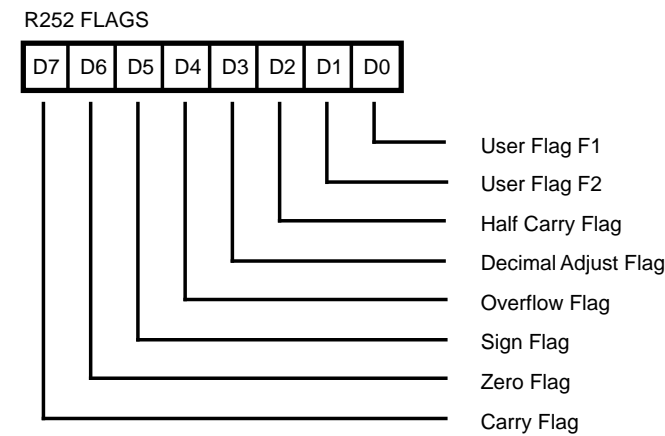 R252 FLAGS
D7 D6 D5 D4 D3 D2 D1 D0
User Flag F1
User Flag F2
Half Carry Flag
Decimal Adjust Flag
Overflow Flag
Sign Flag
Zero Flag
Carry Flag